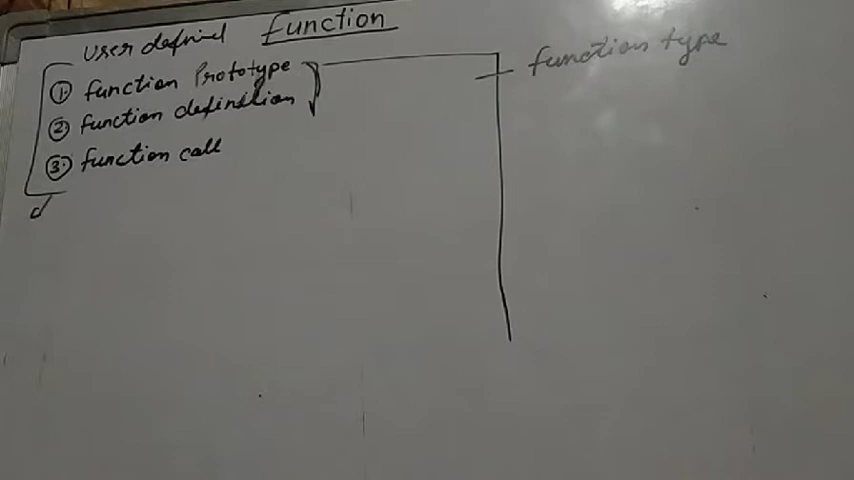 User defined function
① function Prototype
② function definition
③ function call
function type